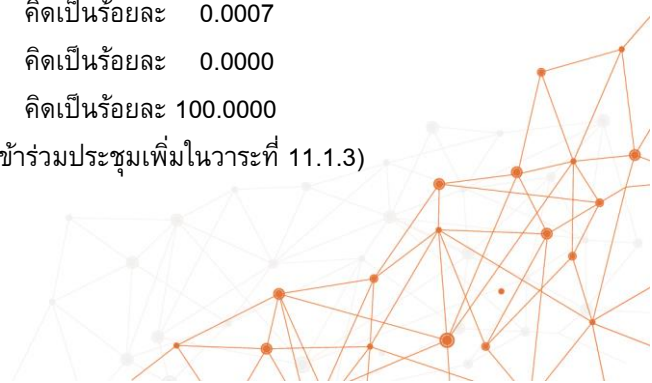 คิดเป็นร้อยละ 0.0007
คิดเป็นร้อยละ 0.0000
คิดเป็นร้อยละ 100.0000
ข้าร่วมประชุมเพิ่มในวาระที่ 11.1.3)